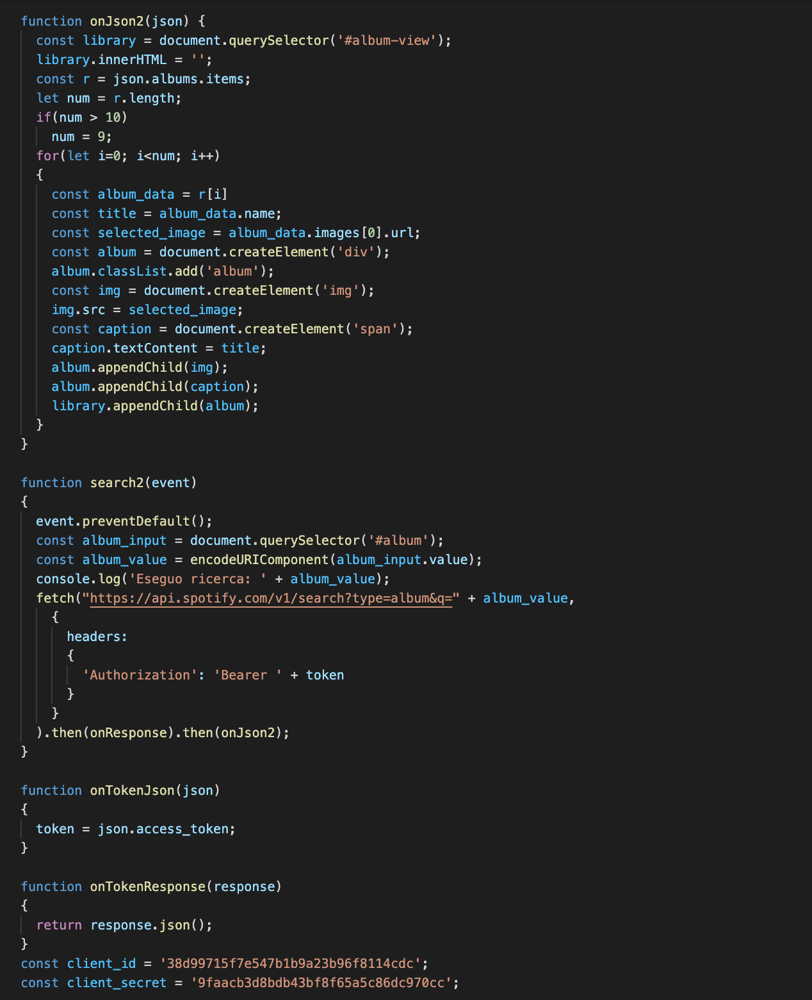 function onJson2(json) {
  const library = document.querySelector('#album-view');
  library.innerHTML = '';
  const r = json.albums.items;
  let num = r.length;
  if(num > 10)
    num = 9;
  for(let i=0; i<num; i++)
  {
    const album_data = r[i]
    const title = album_data.name;
    const selected_image = album_data.images[0].url;
    const album = document.createElement('div');
    album.classList.add('album');
    const img = document.createElement('img');
    img.src = selected_image;
    const caption = document.createElement('span');
    caption.textContent = title;
    album.appendChild(img);
    album.appendChild(caption);
    library.appendChild(album);
  }
}

function search2(event)
{
  event.preventDefault();
  const album_input = document.querySelector('#album');
  const album_value = encodeURIComponent(album_input.value);
  console.log('Eseguo ricerca: ' + album_value);
  fetch("https://api.spotify.com/v1/search?type=album&q=" + album_value,
    {
      headers:
      {
        'Authorization': 'Bearer ' + token
      }
    }
  ).then(onResponse).then(onJson2);
}

function onTokenJson(json)
{
  token = json.access_token;
}

function onTokenResponse(response)
{
  return response.json();
}
const client_id = '38d99715f7e547b1b9a23b96f8114cdc';
const client_secret = '9faacb3d8bdb43bf8f65a5c86dc970cc';